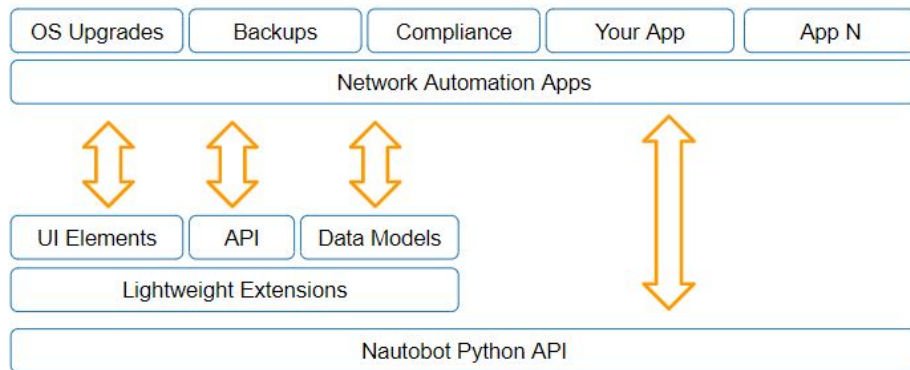 OS Upgrades
Backups
Compliance
Your App
App N
Network Automation Apps
UI Elements
API
Data Models
Lightweight Extensions
Nautobot Python API